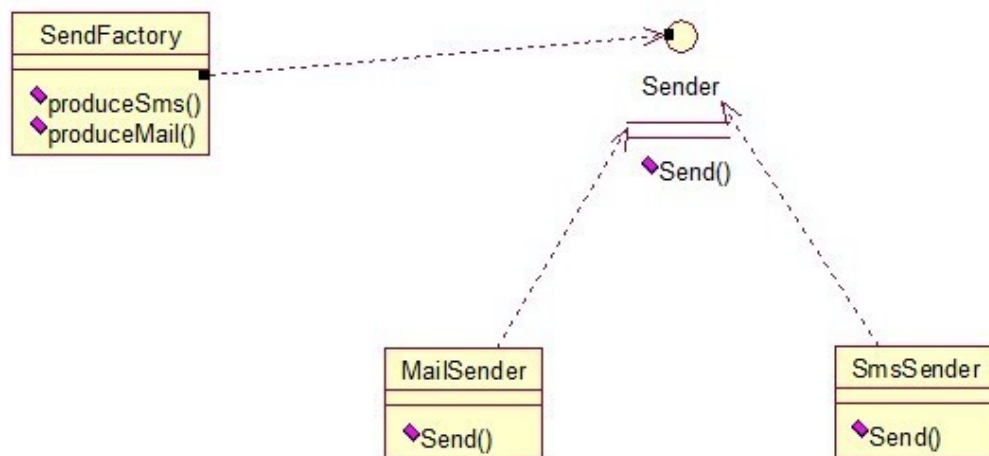 SendFactory
produceSms()
produceMail()
Sender
Send()
MailSender
Send()
SmsSender
Send()